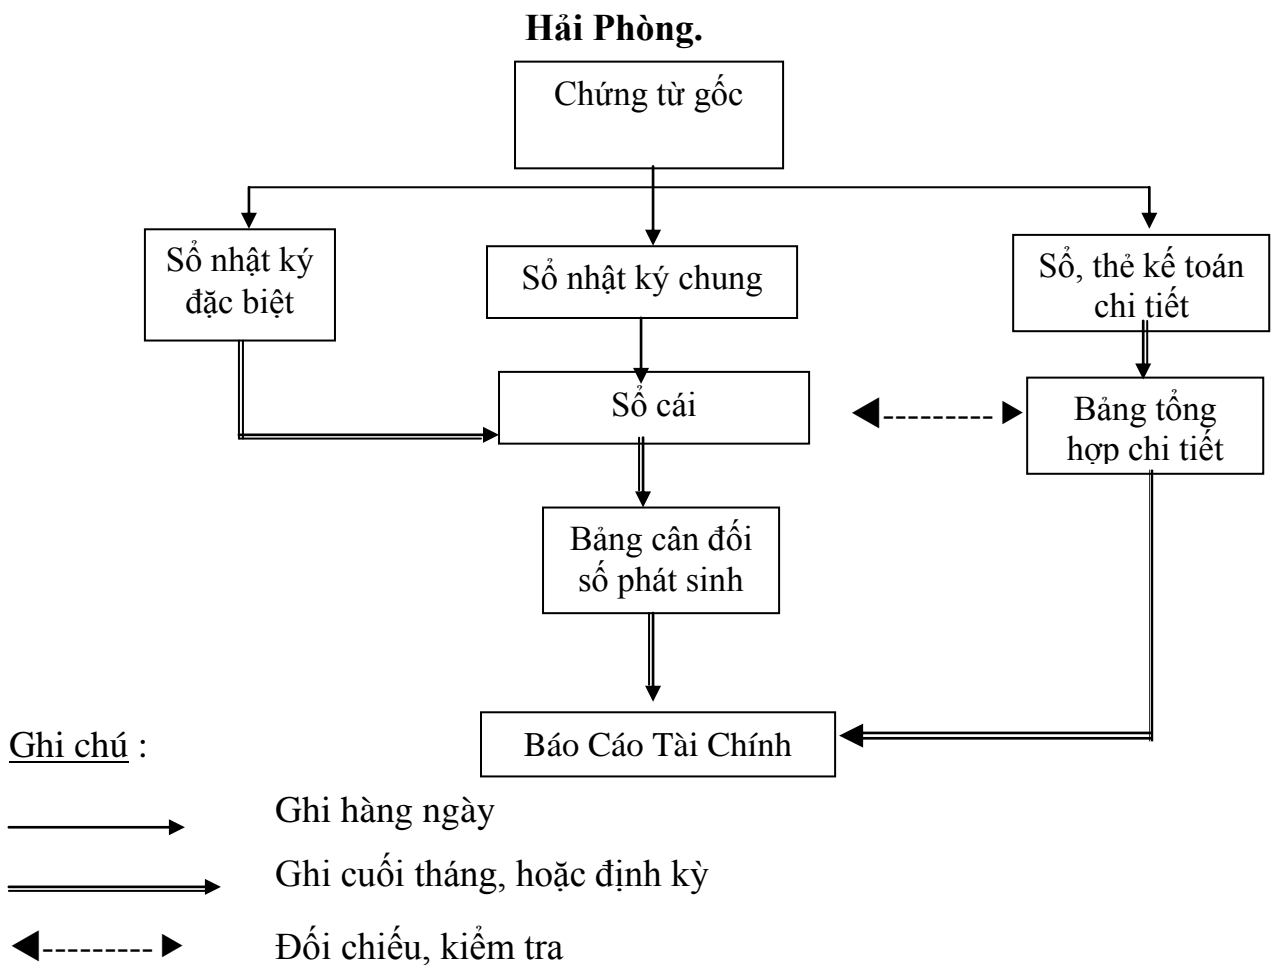 Hải Phòng.
Chứng từ gốc
Sổ nhật ký
đặc biệt
Sổ nhật ký chung
Sổ, thẻ kế toán
chi tiết
Sổ cái
Bảng tổng
hợp chi tiết
Bảng cân đối
số phát sinh
Báo Cáo Tài Chính
Ghi chú :
Ghi hàng ngày
Ghi cuối tháng, hoặc định kỳ
Đối chiếu, kiểm tra